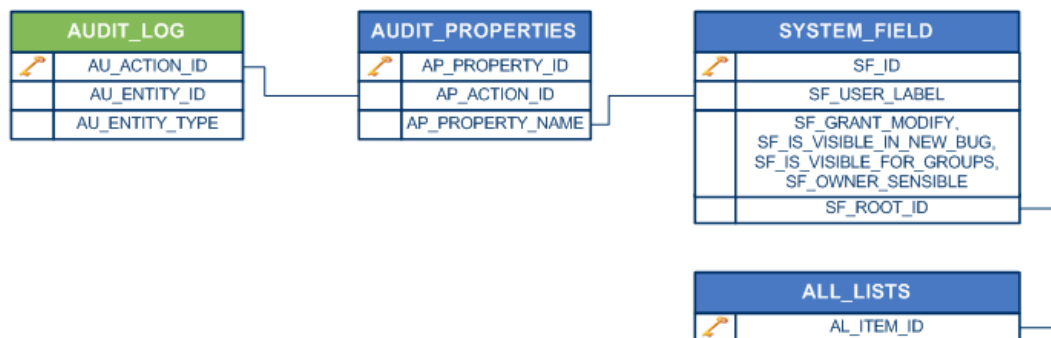 AUDIT_LOG
AU_ACTION_ID
AU_ENTITY_ID
AU_ENTITY_TYPE
AUDIT_PROPERTIES
AP_PROPERTY_ID
AP_ACTION_ID
AP_PROPERTY_NAME
SYSTEM_FIELD
SF_ID
SF_USER_LABEL
SF_GRANT_MODIFY,
SF_IS_VISIBLE_IN_NEW_BUG,
SF_IS_VISIBLE_FOR_GROUPS,
SF_OWNER_SENSIBLE
SF_ROOT_ID
ALL_LISTS
AL_ITEM_ID